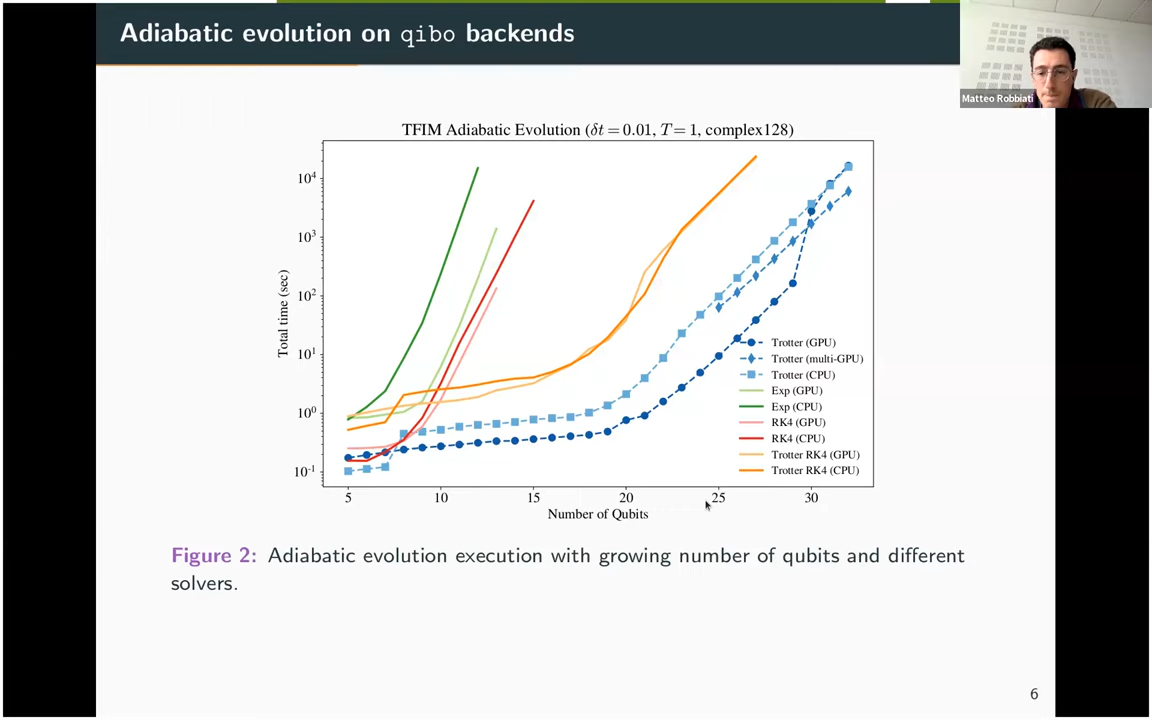 Adiabatic evolution on qibo backends
Matteo Robbiati
TFIM Adiabatic Evolution (δt = 0.01, T = 1, complex128)
Total time (sec)
10⁴
10³
10²
10¹
10⁰
10⁻¹
Trotter (GPU)
Trotter (multi-GPU)
Trotter (CPU)
Exp (GPU)
Exp (CPU)
RK4 (GPU)
RK4 (CPU)
Trotter RK4 (GPU)
Trotter RK4 (CPU)
5 10 15 20 25 30
Number of Qubits
Figure 2: Adiabatic evolution execution with growing number of qubits and different
solvers.
6